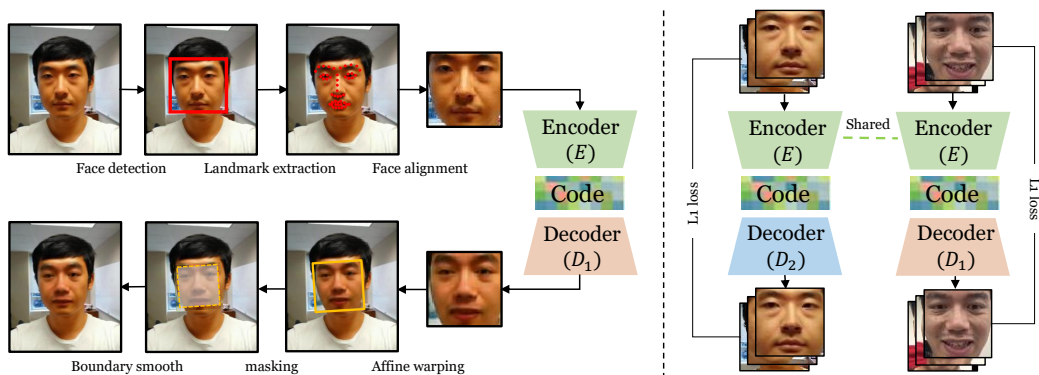 Face detection
Landmark extraction
Face alignment
Encoder
(E)
Code
Decoder
(D₁)
Boundary smooth
masking
Affine warping
L1 loss
Encoder
(E)
Shared
Encoder
(E)
L1 loss
Code
Code
Decoder
(D₂)
Decoder
(D₁)